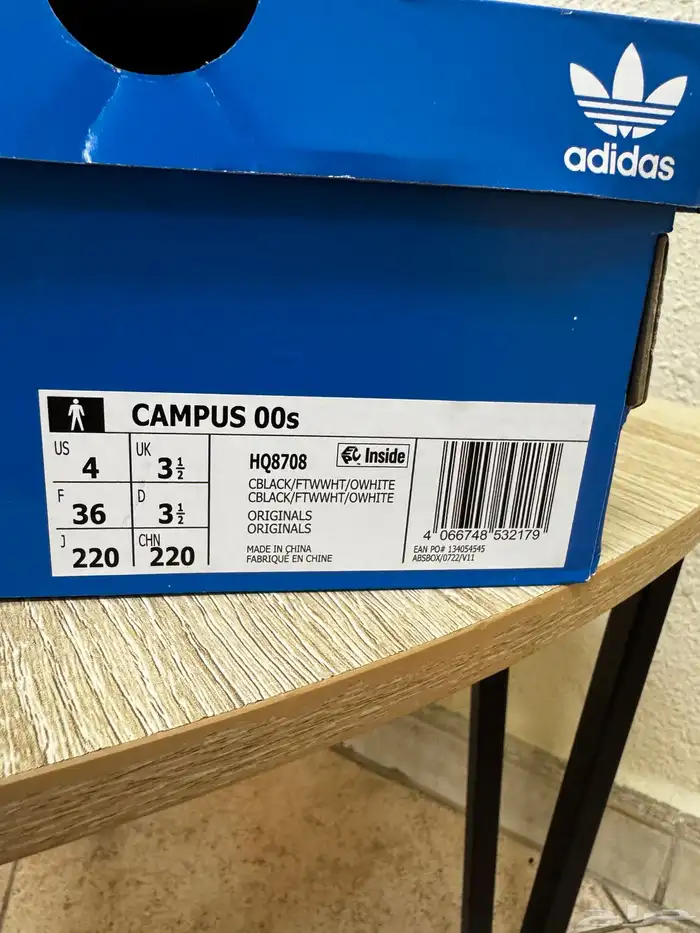 adidas
CAMPUS 00s
US 4
UK 3½
F 36
D 3½
J 220
CHN 220
HQ8708
Inside
CBLACK/FTWWHT/OWHITE
CBLACK/FTWWHT/OWHITE
ORIGINALS
ORIGINALS
MADE IN CHINA
FABRIQUÉ EN CHINE
4 066748 532179
EAN PO# 134054545
ABSBOX/0722/V11